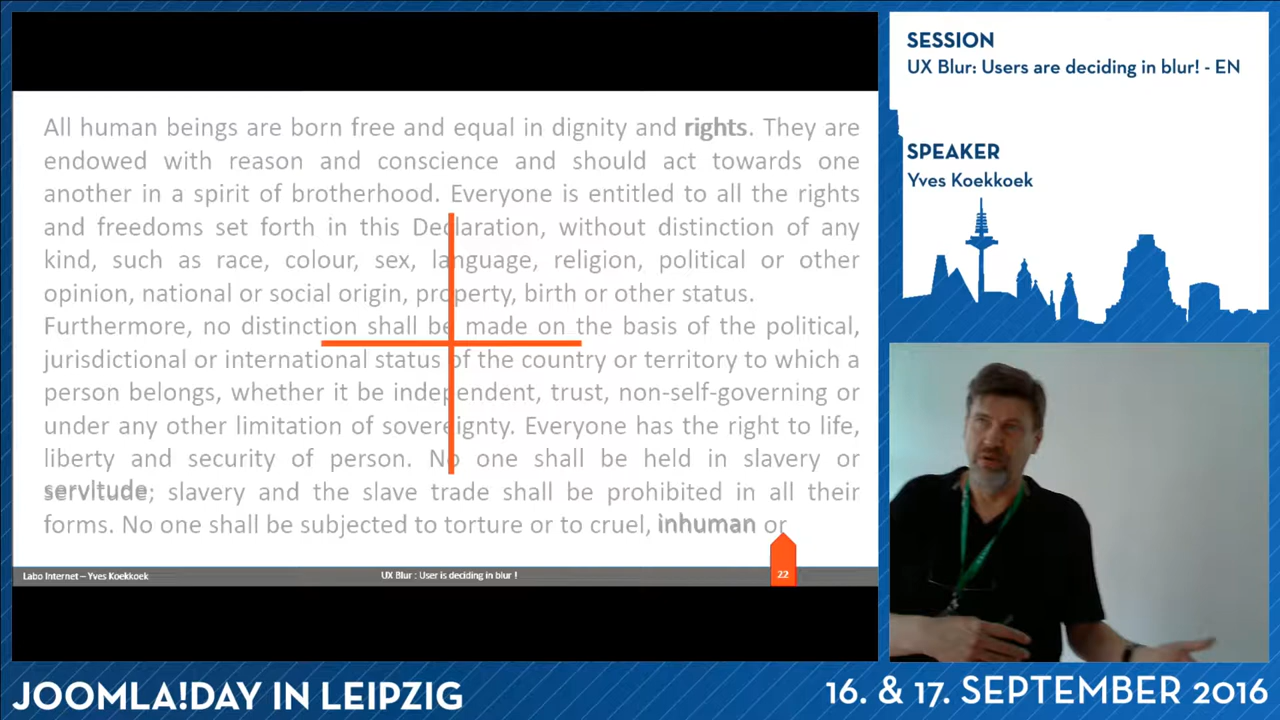 All human beings are born free and equal in dignity and rights. They are
endowed with reason and conscience and should act towards one
another in a spirit of brotherhood. Everyone is entitled to all the rights
and freedoms set forth in this Declaration, without distinction of any
kind, such as race, colour, sex, language, religion, political or other
opinion, national or social origin, property, birth or other status.
Furthermore, no distinction shall be made on the basis of the political,
jurisdictional or international status of the country or territory to which a
person belongs, whether it be independent, trust, non-self-governing or
under any other limitation of sovereignty. Everyone has the right to life,
liberty and security of person. No one shall be held in slavery or
servitude; slavery and the slave trade shall be prohibited in all their
forms. No one shall be subjected to torture or to cruel, inhuman or
Labo Internet – Yves Koekkoek
UX Blur : User is deciding in blur !
22
SESSION
UX Blur: Users are deciding in blur! - EN
SPEAKER
Yves Koekkoek
JOOMLA!DAY IN LEIPZIG
16. & 17. SEPTEMBER 2016